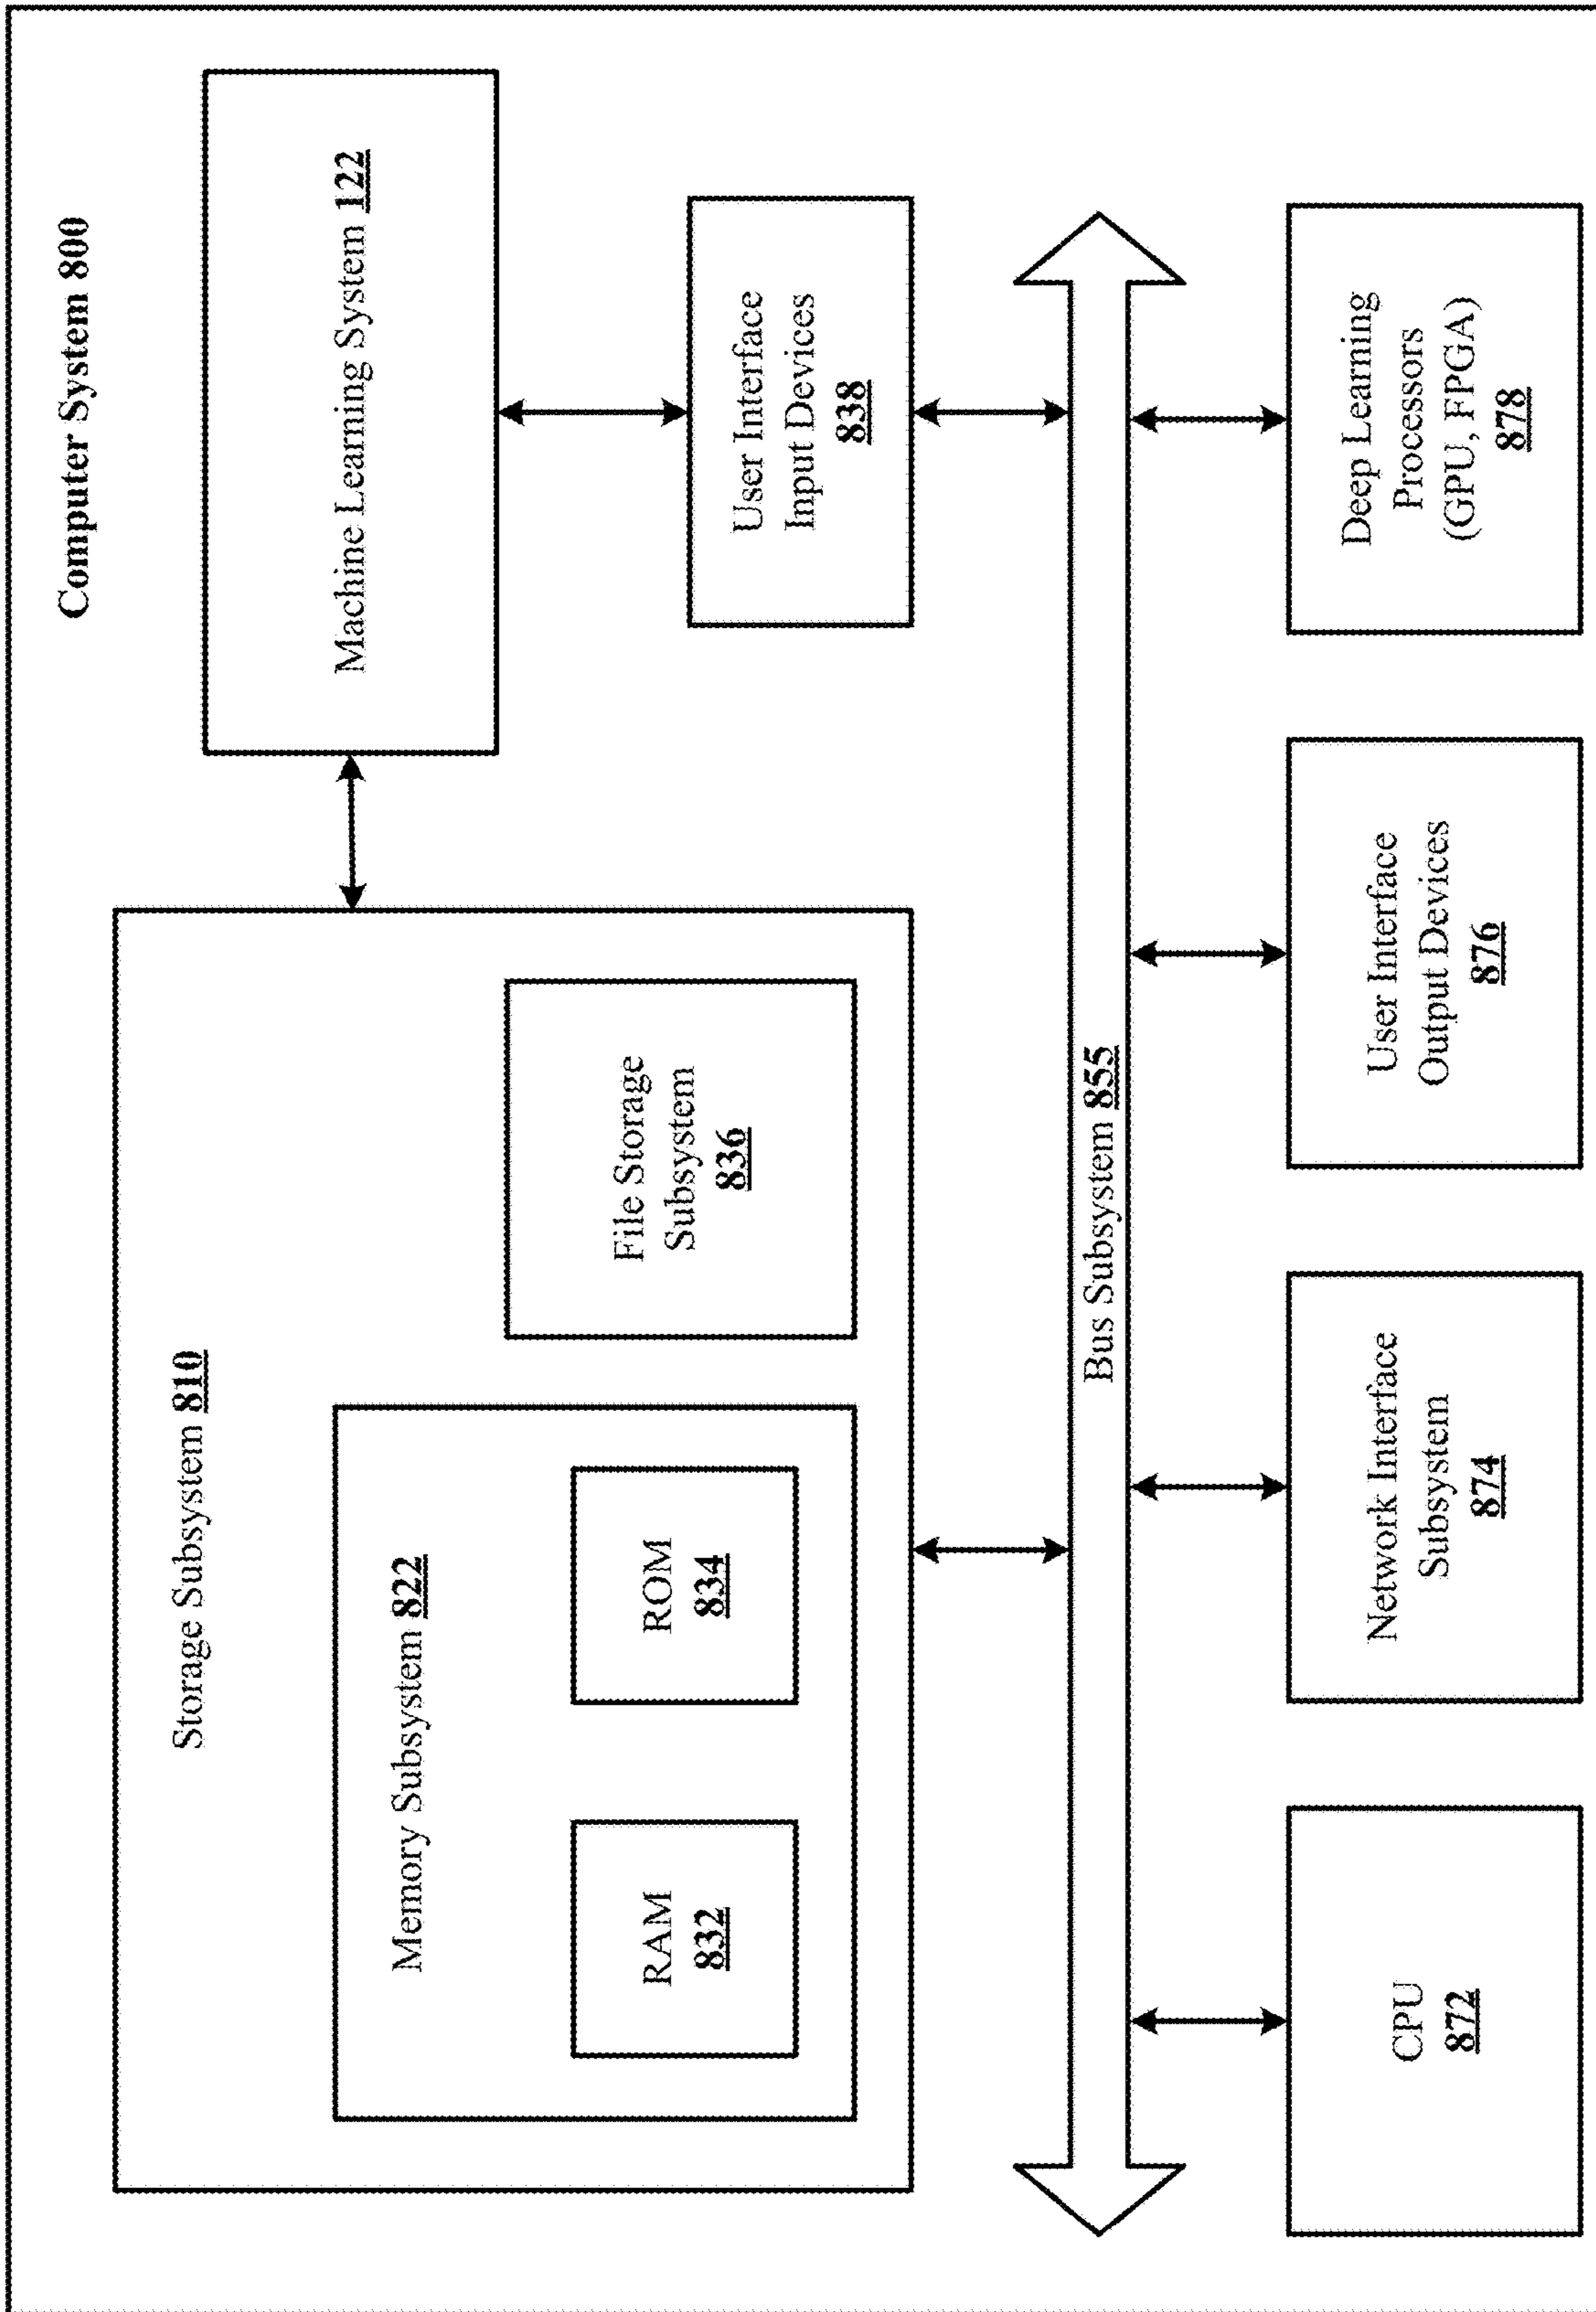 Computer System 800
Storage Subsystem 810
Machine Learning System 122
Memory Subsystem 822
RAM
832
ROM
834
File Storage
Subsystem
836
User Interface
Input Devices
838
Bus Subsystem 855
CPU
872
Network Interface
Subsystem
874
User Interface
Output Devices
876
Deep Learning
Processors
(GPU, FPGA)
878